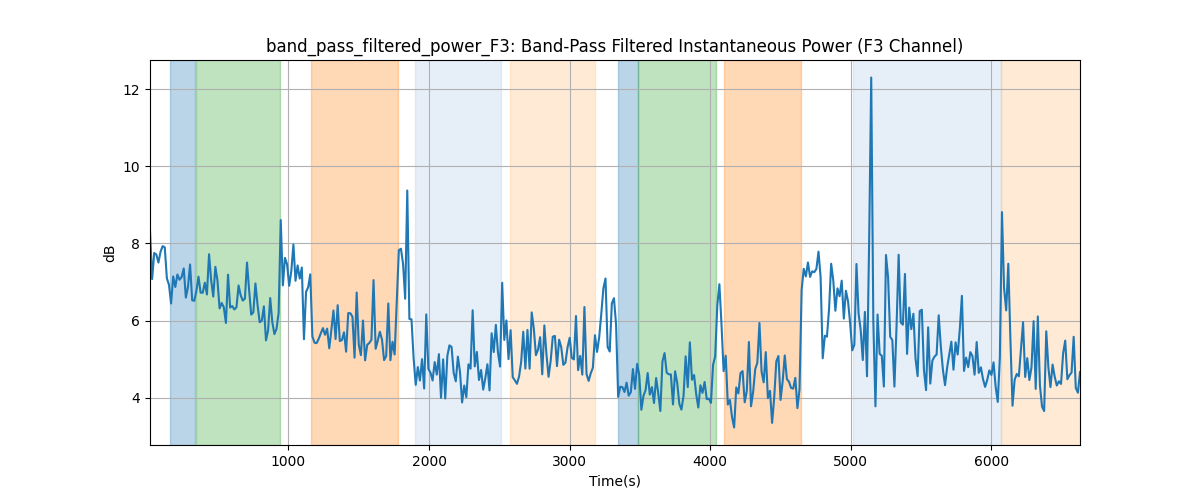 band_pass_filtered_power_F3: Band-Pass Filtered Instantaneous Power (F3 Channel)
12
10
8
6
4
dB
1000 2000 3000 4000 5000 6000
Time(s)